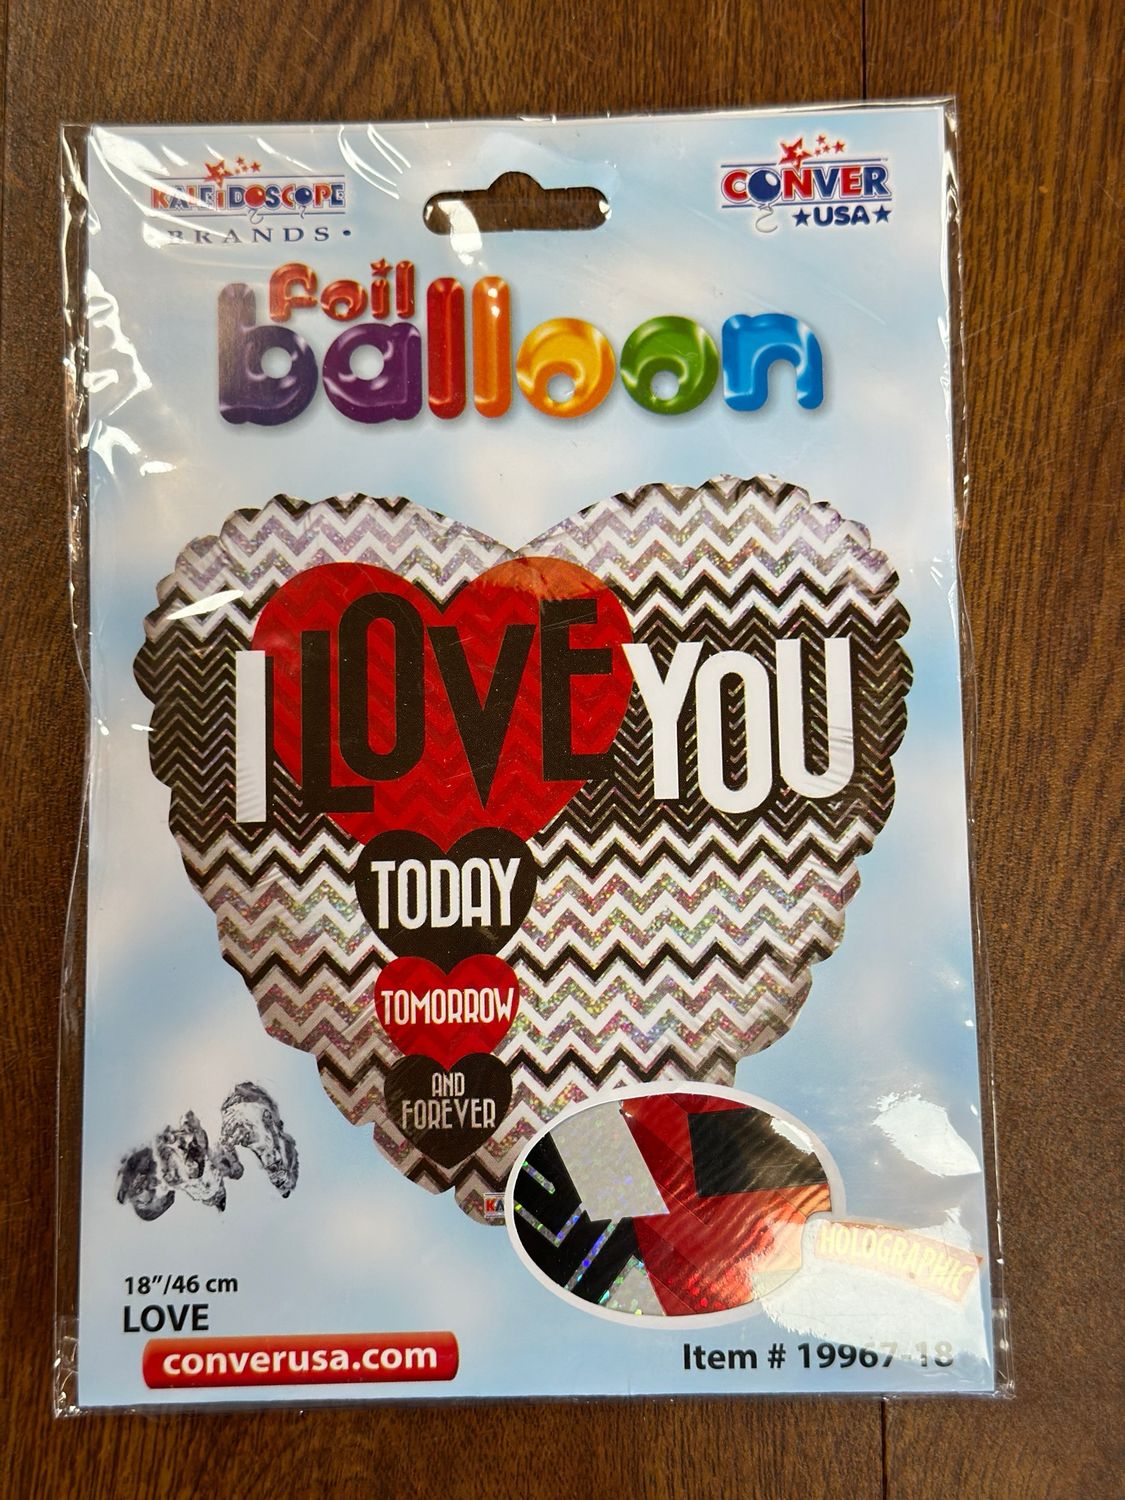 KALEiDOSCOPE
BRANDS
CONVER
★USA★
foil
balloon
I LOVE YOU
TODAY
TOMORROW
AND
FOREVER
HOLOGRAPHIC
18"/46 cm
LOVE
converusa.com
Item # 19967-18